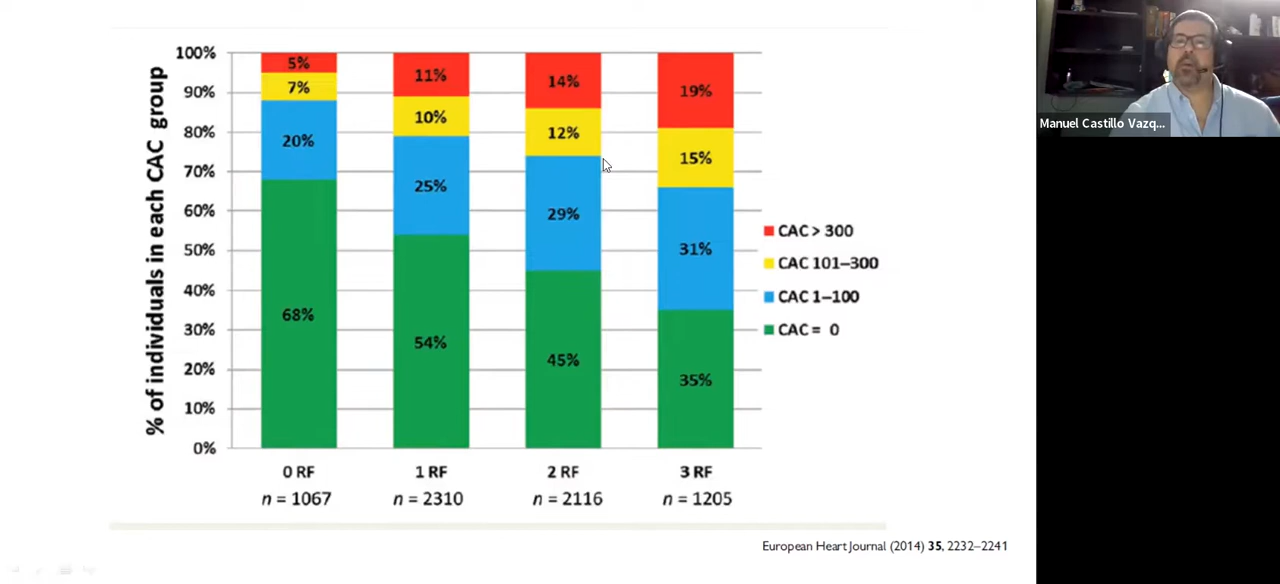 % of individuals in each CAC group
100%
90%
80%
70%
60%
50%
40%
30%
20%
10%
0%
5%
7%
20%
68%
11%
10%
25%
54%
14%
12%
29%
45%
19%
15%
31%
35%
0 RF
n = 1067
1 RF
n = 2310
2 RF
n = 2116
3 RF
n = 1205
CAC > 300
CAC 101–300
CAC 1–100
CAC = 0
European Heart Journal (2014) 35, 2232–2241
Manuel Castillo Vazq...